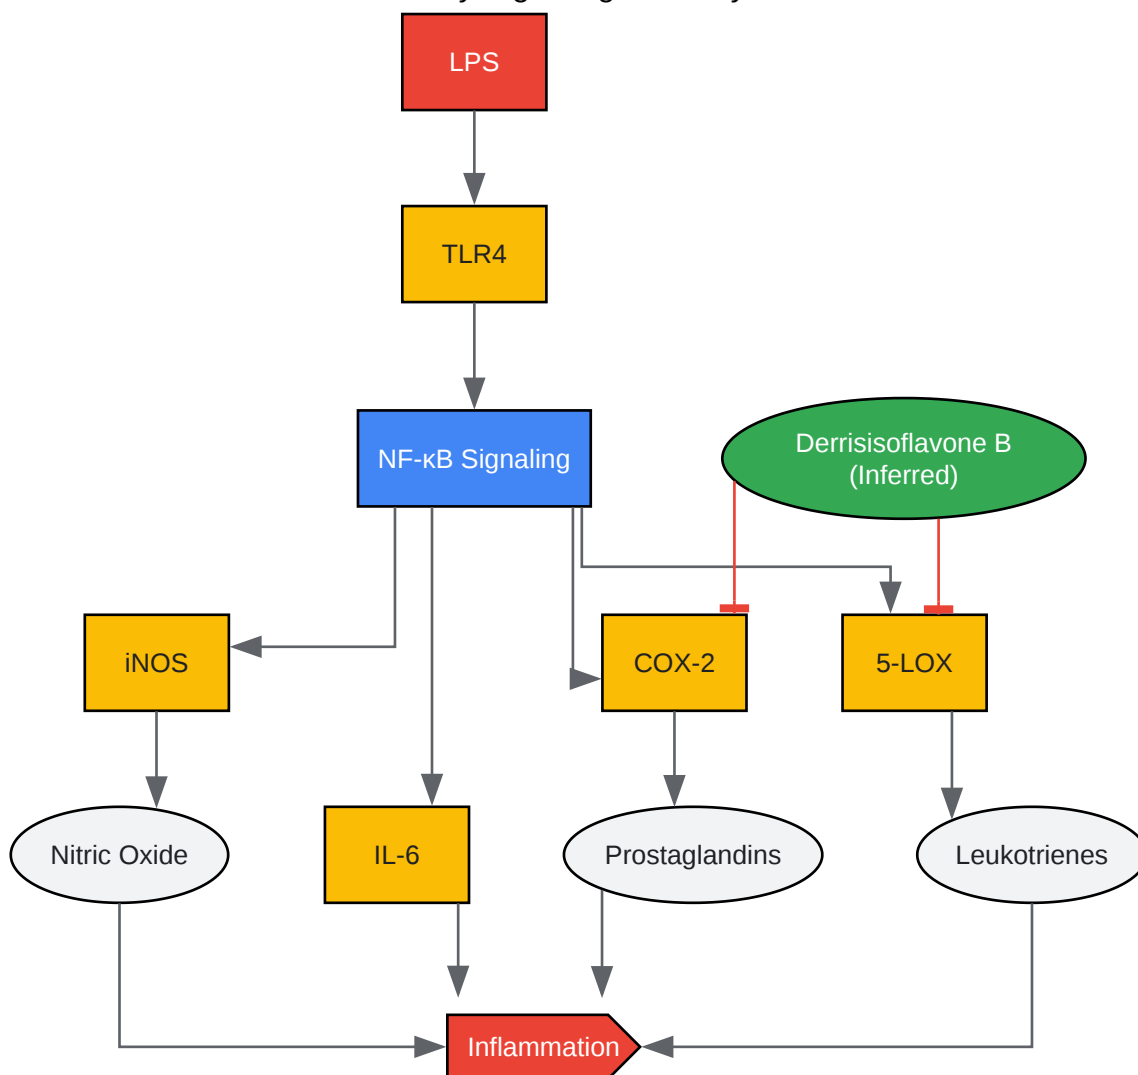 LPS
TLR4
NF-κB Signaling
Derrisisoflavone B
(Inferred)
iNOS
COX-2
5-LOX
Nitric Oxide
IL-6
Prostaglandins
Leukotrienes
Inflammation